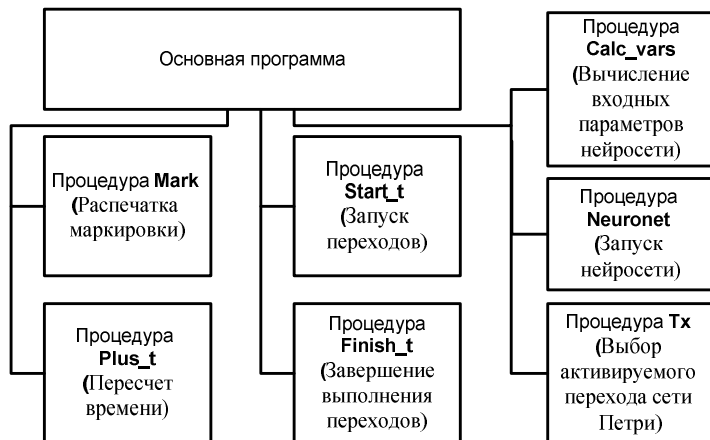 Основная программа
Процедура Mark
(Распечатка
маркировки)
Процедура
Plus_t
(Пересчет
времени)
Процедура
Start_t
(Запуск
переходов)
Процедура
Finish_t
(Завершение
выполнения
переходов)
Процедура
Calc_vars
(Вычисление
входных
параметров
нейросети)
Процедура
Neuronet
(Запуск
нейросети)
Процедура Tx
(Выбор
активируемого
перехода сети
Петри)